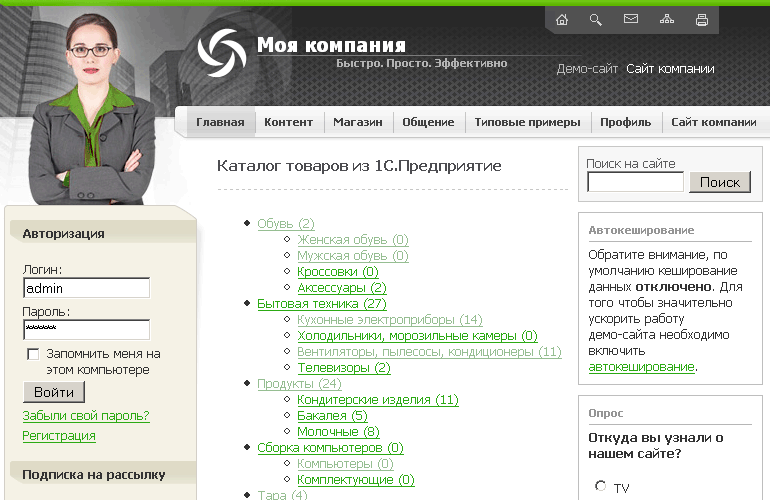 Моя компания
Быстро. Просто. Эффективно
Демо-сайт Сайт компании
Главная Контент Магазин Общение Типовые примеры Профиль Сайт компании
Авторизация
Логин:
admin
Пароль:
******
Запомнить меня на
этом компьютере
Войти
Забыли свой пароль?
Регистрация
Подписка на рассылку
Каталог товаров из 1С.Предприятие
Обувь (2)
Женская обувь (0)
Мужская обувь (0)
Кроссовки (0)
Аксессуары (2)
Бытовая техника (27)
Кухонные электроприборы (14)
Холодильники, морозильные камеры (0)
Вентиляторы, пылесосы, кондиционеры (11)
Телевизоры (2)
Продукты (24)
Кондитерские изделия (11)
Бакалея (5)
Молочные (8)
Сборка компьютеров (0)
Компьютеры (0)
Комплектующие (0)
Тара (4)
Поиск на сайте
Поиск
Автокеширование
Обратите внимание, по
умолчанию кеширование
данных отключено. Для
того чтобы значительно
ускорить работу
демо-сайта необходимо
включить
автокеширование.
Опрос
Откуда вы узнали о
нашем сайте?
TV